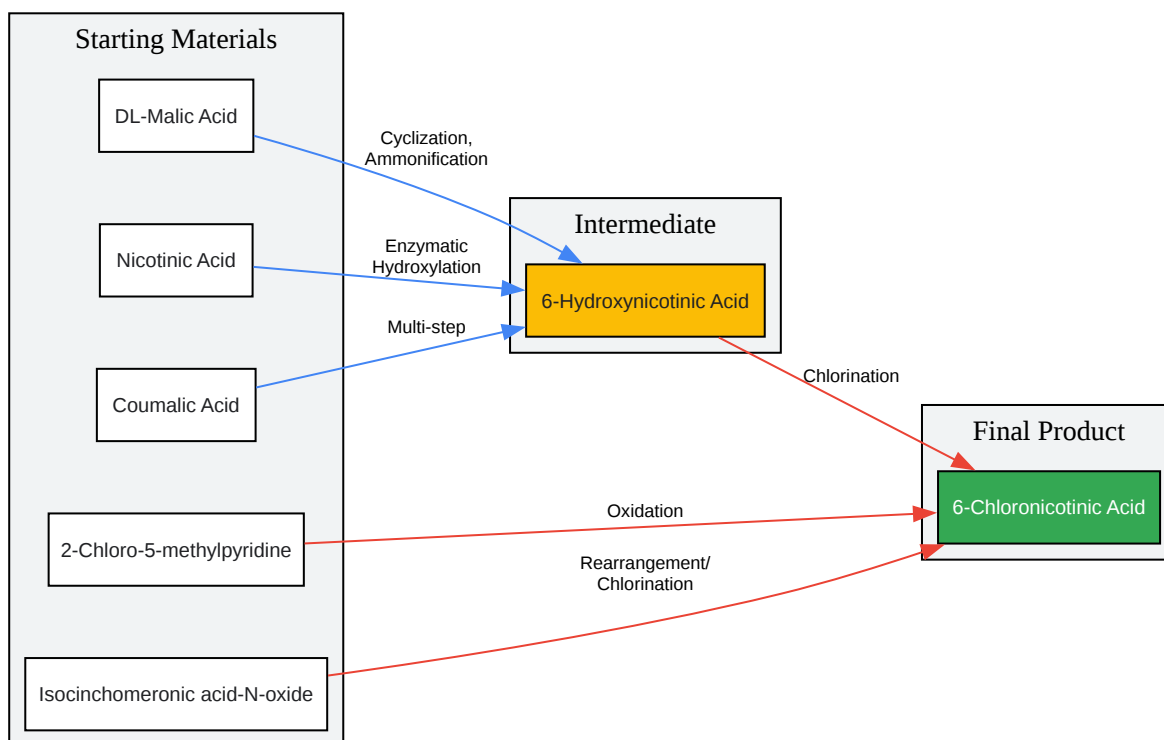 Starting Materials
DL-Malic Acid
Cyclization,
Ammonification
Nicotinic Acid
Enzymatic
Hydroxylation
Intermediate
6-Hydroxynicotinic Acid
Coumalic Acid
Multi-step
Chlorination
Final Product
6-Chloronicotinic Acid
2-Chloro-5-methylpyridine
Oxidation
Rearrangement/
Chlorination
Isocinchomeronic acid-N-oxide